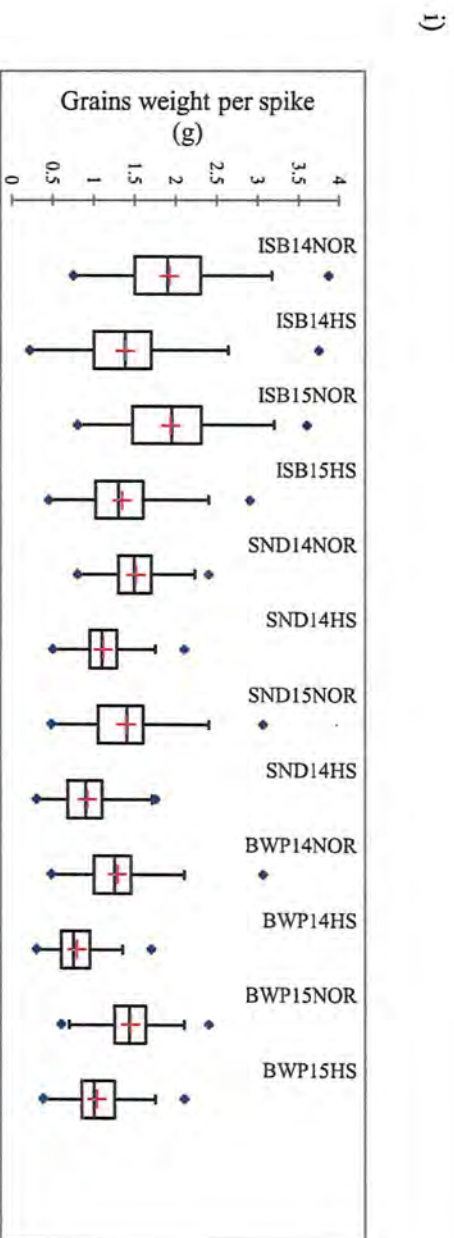 i)
Grains weight per spike
(g)
0
0.5
1
1.5
2
2.5
3
3.5
4
ISB14NOR
ISB14HS
ISB15NOR
ISB15HS
SND14NOR
SND14HS
SND15NOR
SND14HS
BWP14NOR
BWP14HS
BWP15NOR
BWP15HS